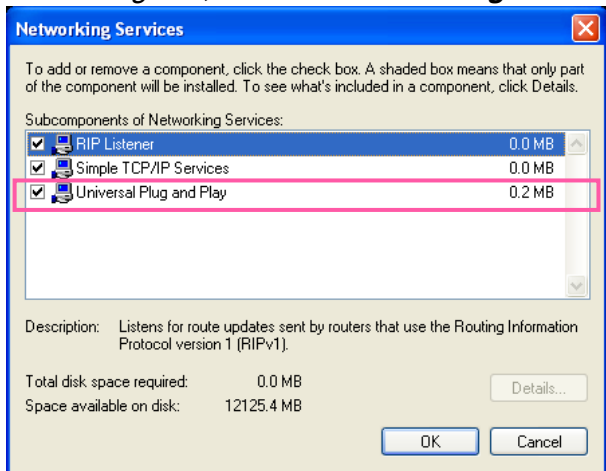 Networking Services
To add or remove a component, click the check box. A shaded box means that only part
of the component will be installed. To see what's included in a component, click Details.
Subcomponents of Networking Services:
RIP Listener 0.0 MB
Simple TCP/IP Services 0.0 MB
Universal Plug and Play 0.2 MB
Description: Listens for route updates sent by routers that use the Routing Information
Protocol version 1 (RIPv1).
Total disk space required: 0.0 MB
Details...
Space available on disk: 12125.4 MB
OK Cancel